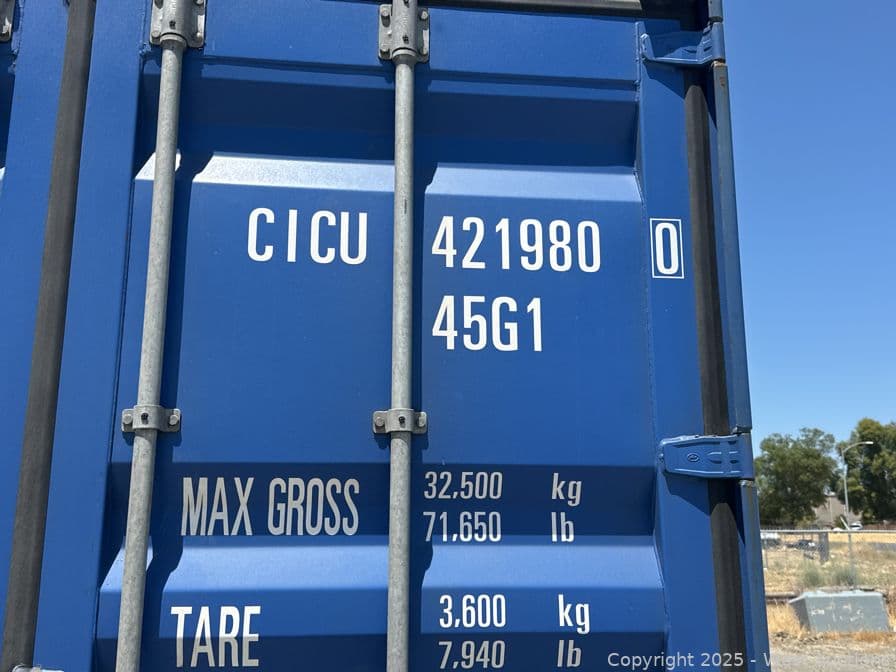 CICU 421980 0
45G1
MAX GROSS 32,500 kg
71,650 lb
TARE 3,600 kg
7,940 lb
Copyright 2025